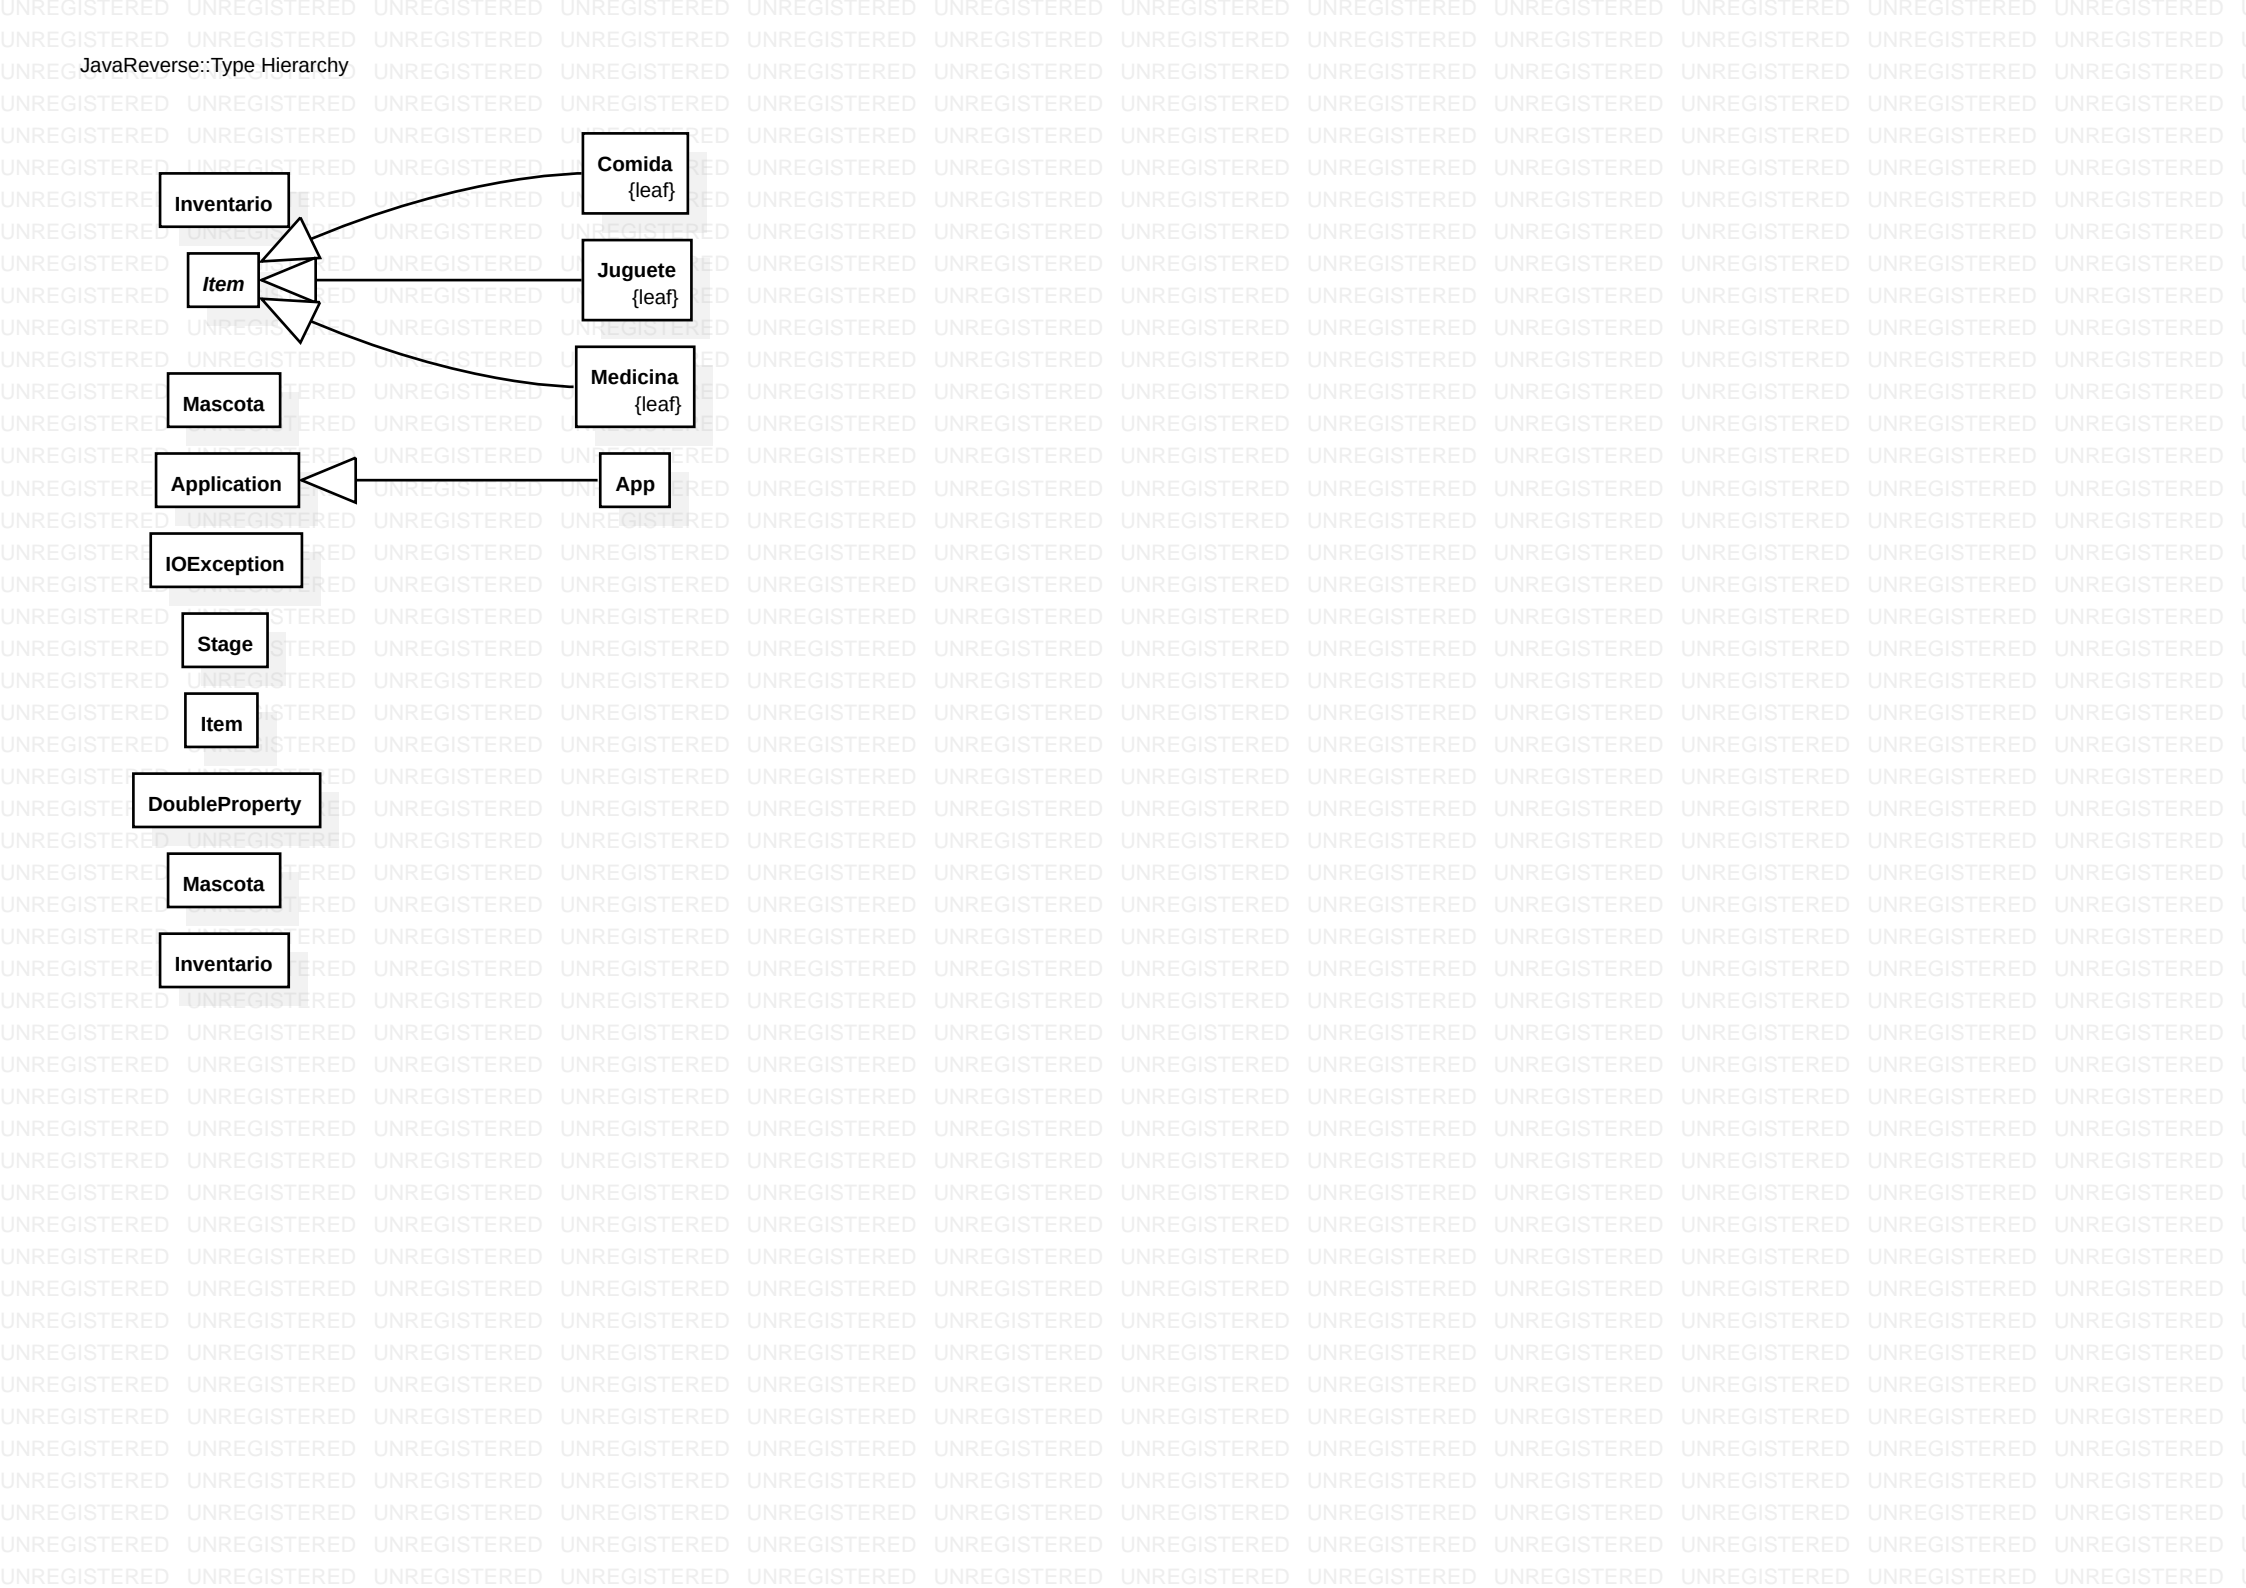 JavaReverse::Type Hierarchy
Comida
{leaf}
Inventario
Juguete
{leaf}
Item
Medicina
{leaf}
Mascota
Application
App
IOException
Stage
Item
DoubleProperty
Mascota
Inventario
UNREGISTERED